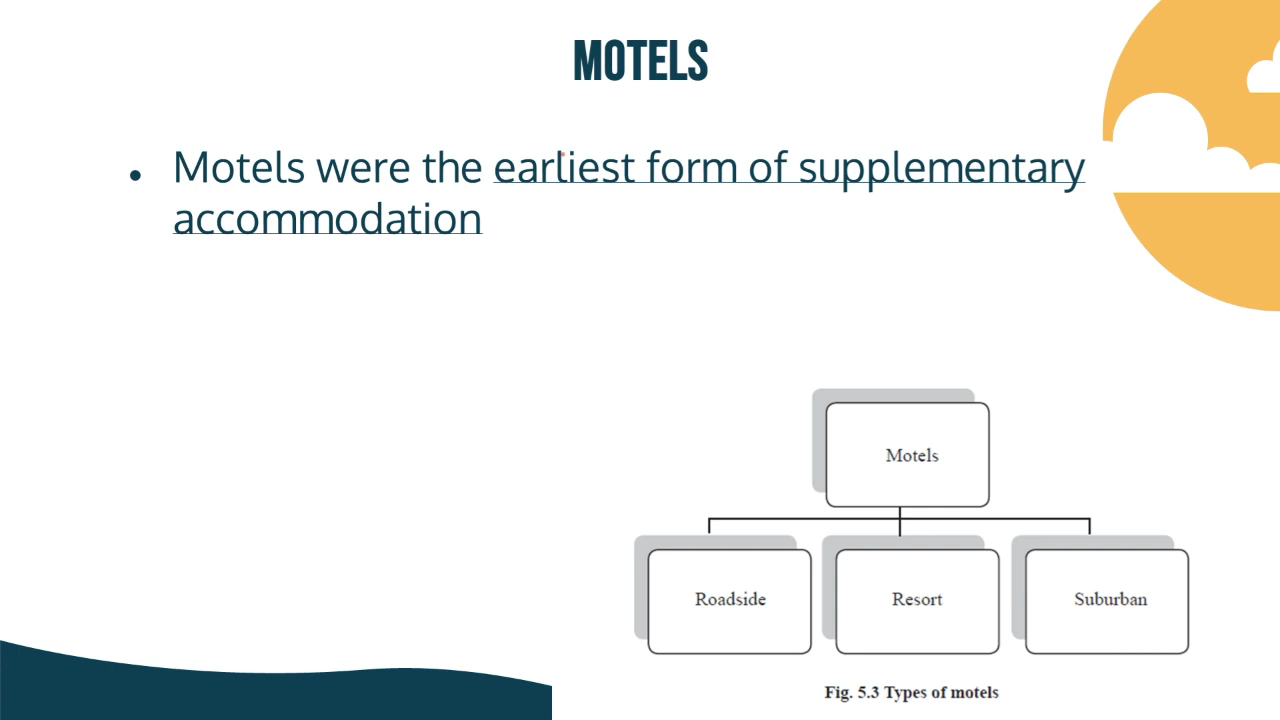 MOTELS
• Motels were the earliest form of supplementary
accommodation
Motels
Roadside
Resort
Suburban
Fig. 5.3 Types of motels